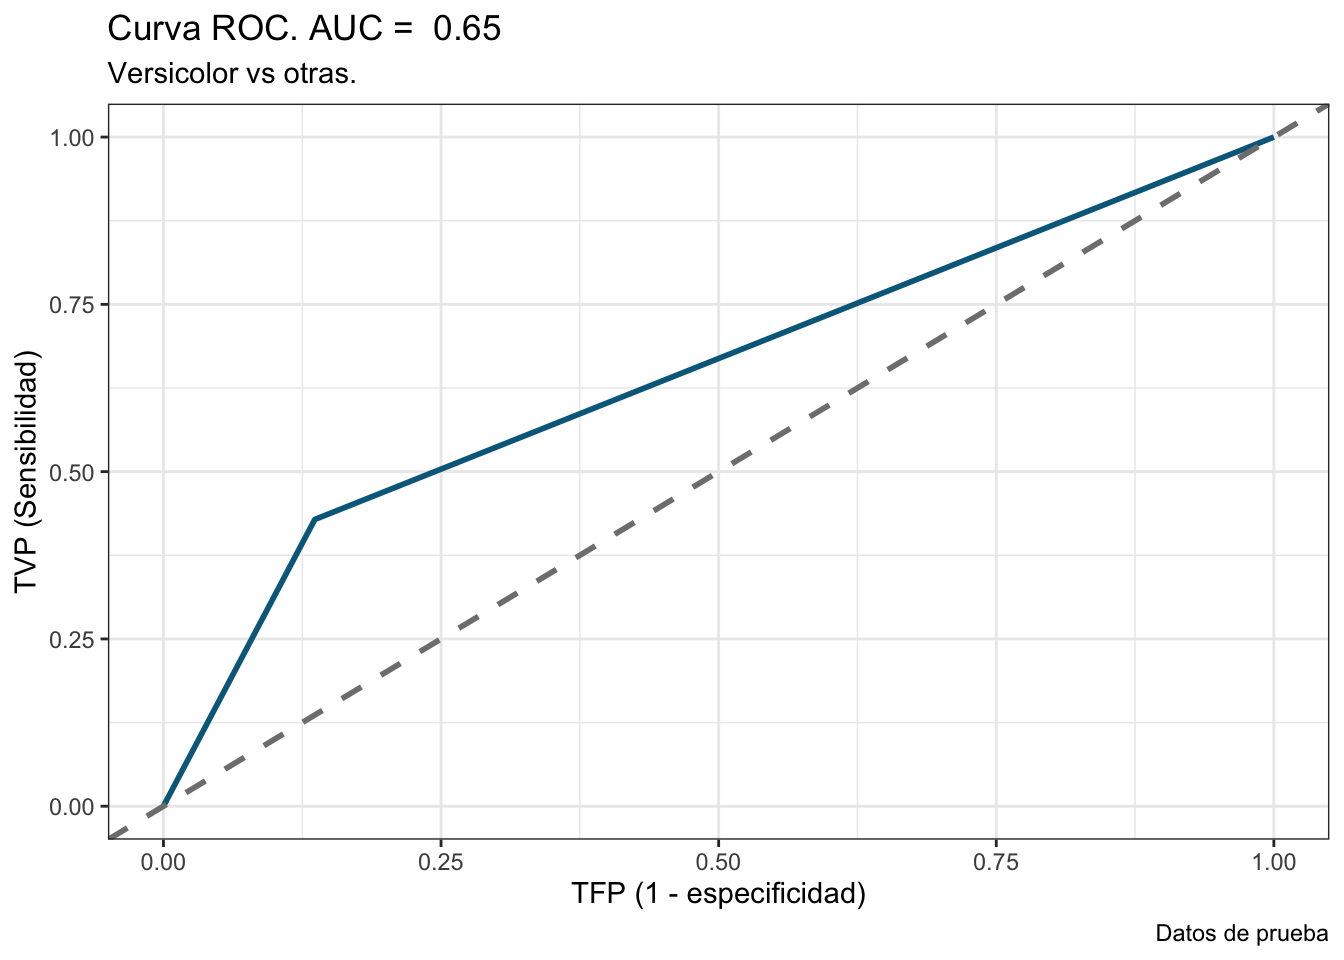 Curva ROC. AUC =  0.65
Versicolor vs otras.
TVP (Sensibilidad)
1.00
0.75
0.50
0.25
0.00
0.00 0.25 0.50 0.75 1.00
TFP (1 - especificidad)
Datos de prueba